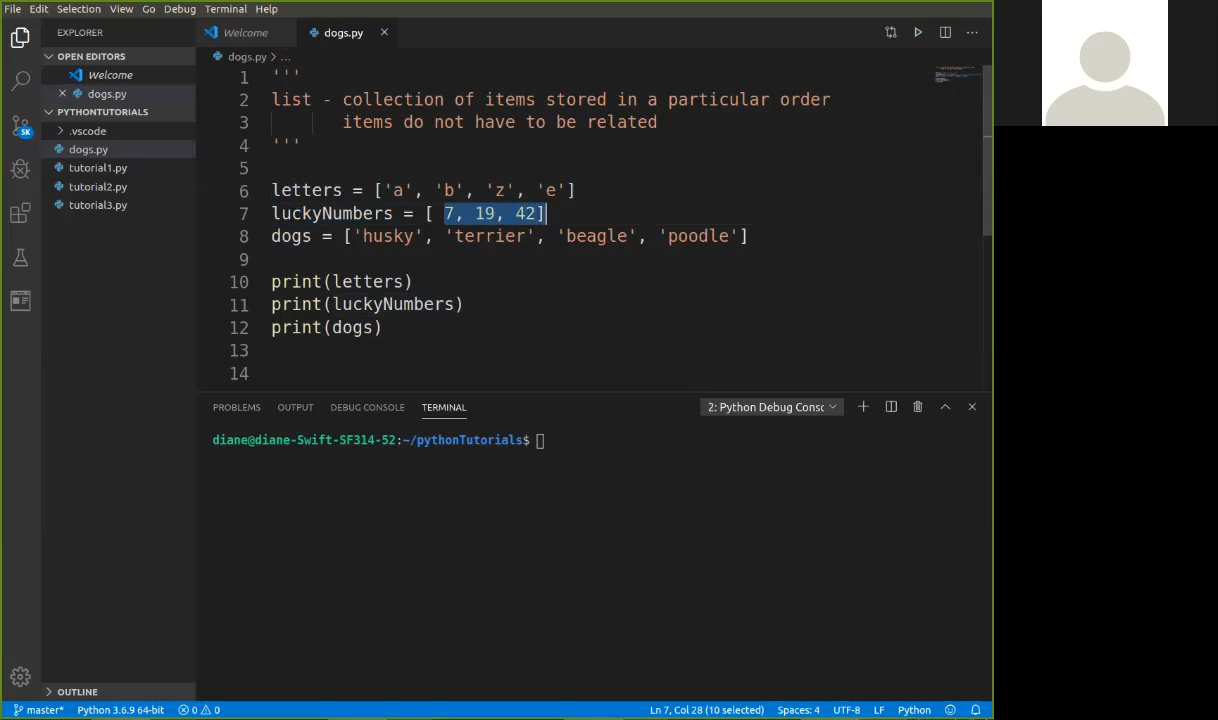 File Edit Selection View Go Debug Terminal Help
EXPLORER
OPEN EDITORS
Welcome
dogs.py
PYTHONTUTORIALS
.vscode
dogs.py
tutorial1.py
tutorial2.py
tutorial3.py
OUTLINE
5K
Welcome dogs.py
dogs.py > ...
1 '''
2 list - collection of items stored in a particular order
3 items do not have to be related
4 '''
5
6 letters = ['a', 'b', 'z', 'e']
7 luckyNumbers = [ 7, 19, 42]
8 dogs = ['husky', 'terrier', 'beagle', 'poodle']
9
10 print(letters)
11 print(luckyNumbers)
12 print(dogs)
13
14
PROBLEMS OUTPUT DEBUG CONSOLE TERMINAL 2: Python Debug Consc
diane@diane-Swift-SF314-52:~/pythonTutorials$
master* Python 3.6.9 64-bit 0 0 Ln 7, Col 28 (10 selected) Spaces: 4 UTF-8 LF Python